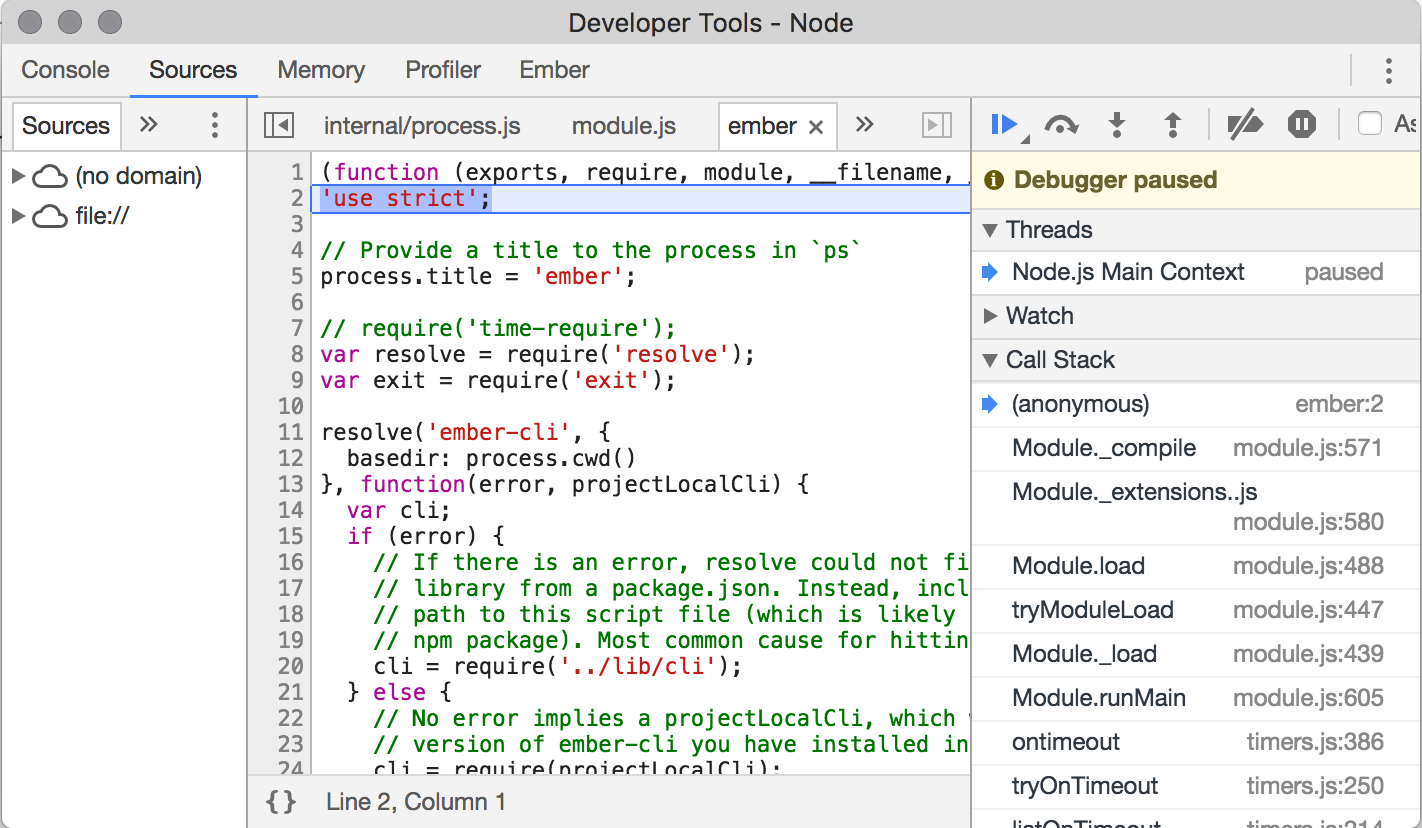 Developer Tools - Node
Console Sources Memory Profiler Ember
Sources »
internal/process.js module.js ember × »
As
(no domain)
file://
1 (function (exports, require, module, __filename, _
2 'use strict';
3
4 // Provide a title to the process in `ps`
5 process.title = 'ember';
6
7 // require('time-require');
8 var resolve = require('resolve');
9 var exit = require('exit');
10
11 resolve('ember-cli', {
12 basedir: process.cwd()
13 }, function(error, projectLocalCli) {
14 var cli;
15 if (error) {
16 // If there is an error, resolve could not fi
17 // library from a package.json. Instead, incl
18 // path to this script file (which is likely
19 // npm package). Most common cause for hittin
20 cli = require('../lib/cli');
21 } else {
22 // No error implies a projectLocalCli, which
23 // version of ember-cli you have installed in
24 cli = require(projectLocalCli);
{} Line 2, Column 1
Debugger paused
Threads
Node.js Main Context paused
Watch
Call Stack
(anonymous) ember:2
Module._compile module.js:571
Module._extensions..js
module.js:580
Module.load module.js:488
tryModuleLoad module.js:447
Module._load module.js:439
Module.runMain module.js:605
ontimeout timers.js:386
tryOnTimeout timers.js:250
listOnTimeout timers.js:214